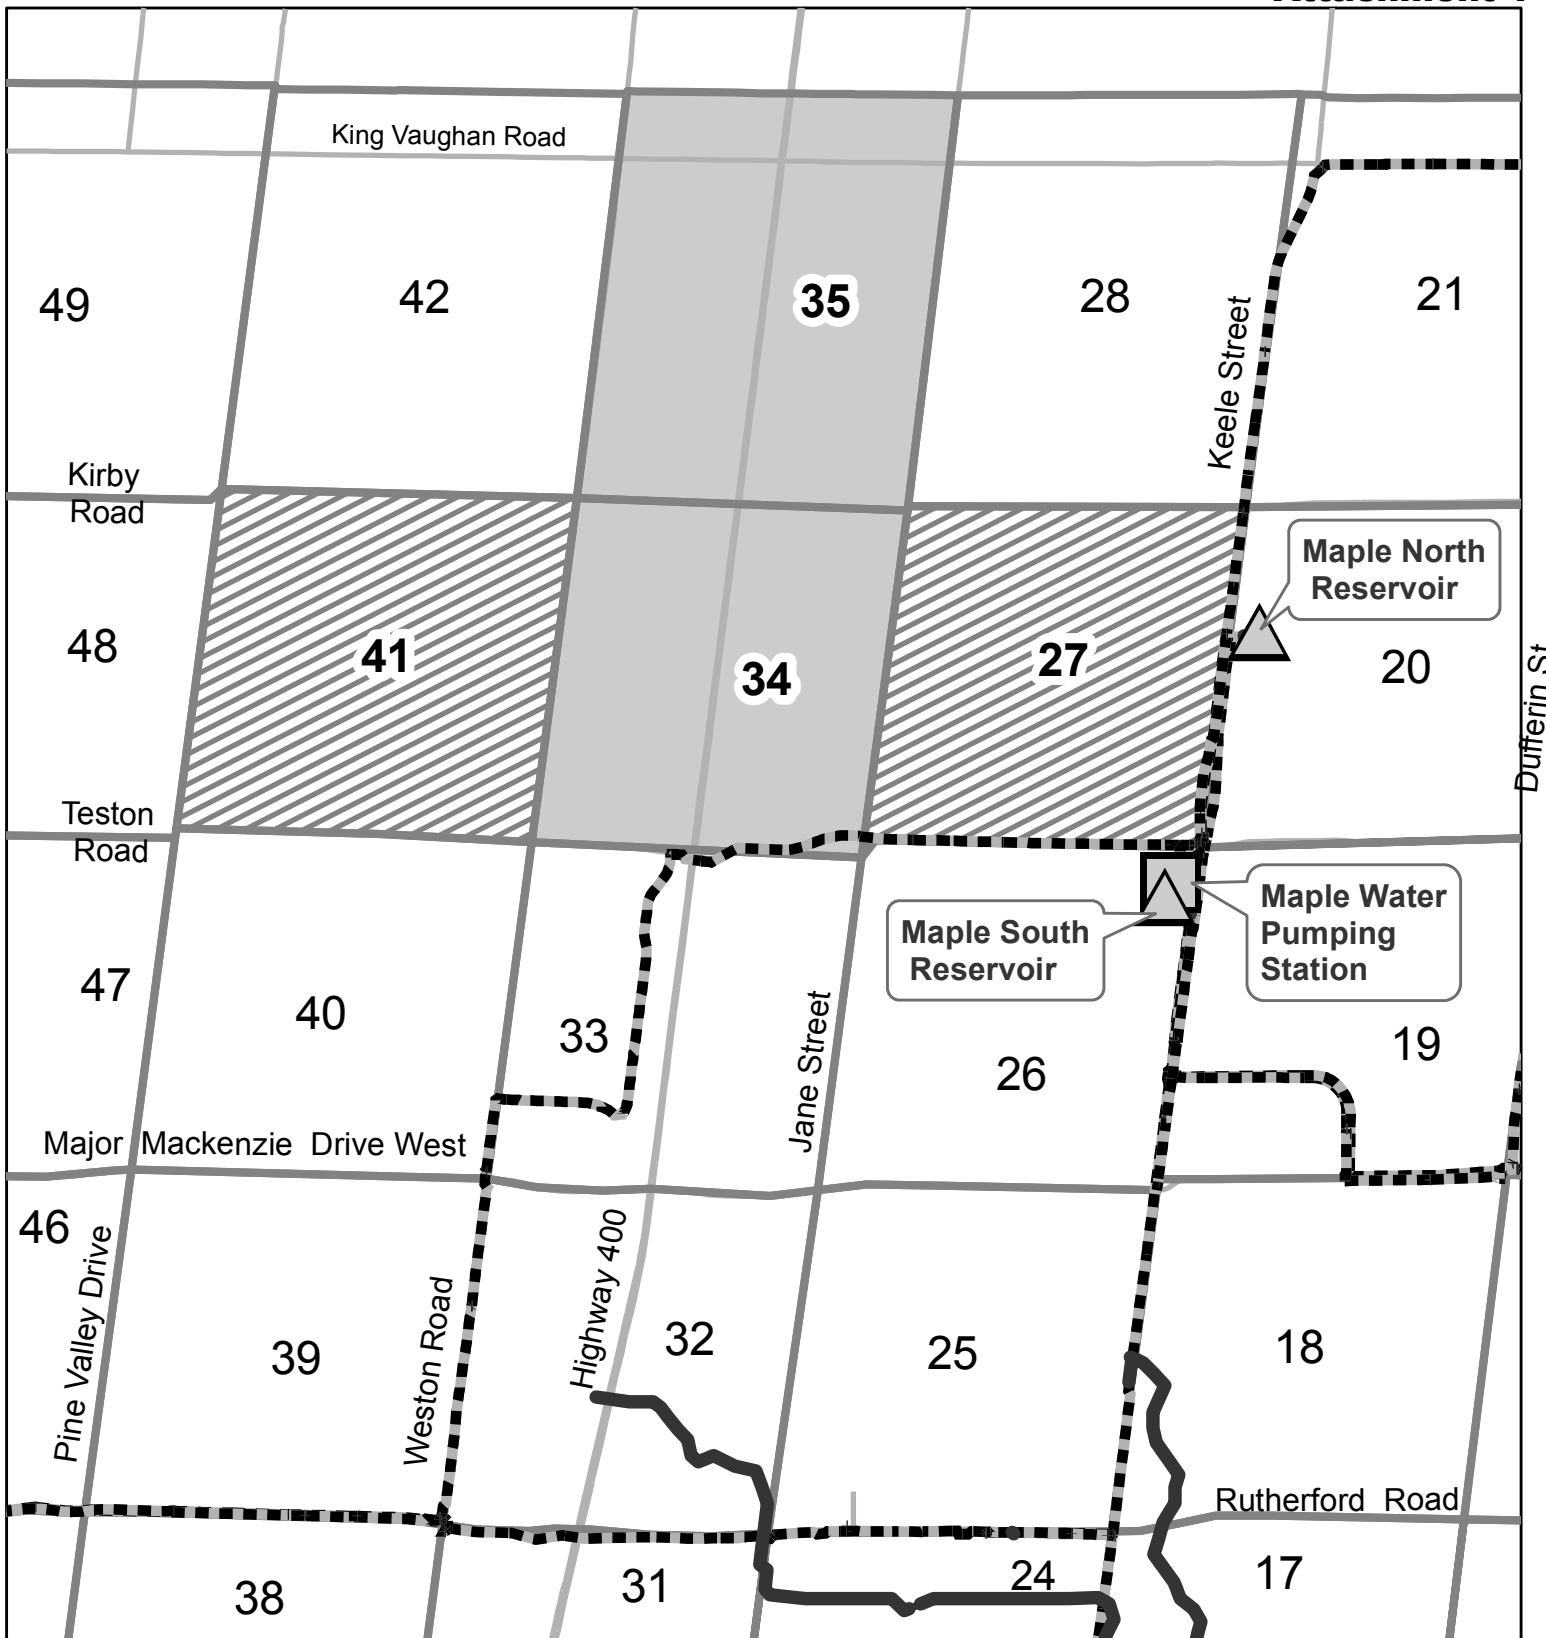 King Vaughan Road
49
42
35
28
21
Keele Street
Kirby
Road
Maple North
Reservoir
48
41
34
27
20
Dufferin St
Teston
Road
Maple South
Reservoir
Maple Water
Pumping
Station
47
40
33
Jane Street
26
19
Major Mackenzie Drive West
46
Pine Valley Drive
39
Weston Road
Highway 400
32
25
18
Rutherford Road
38
31
24
17